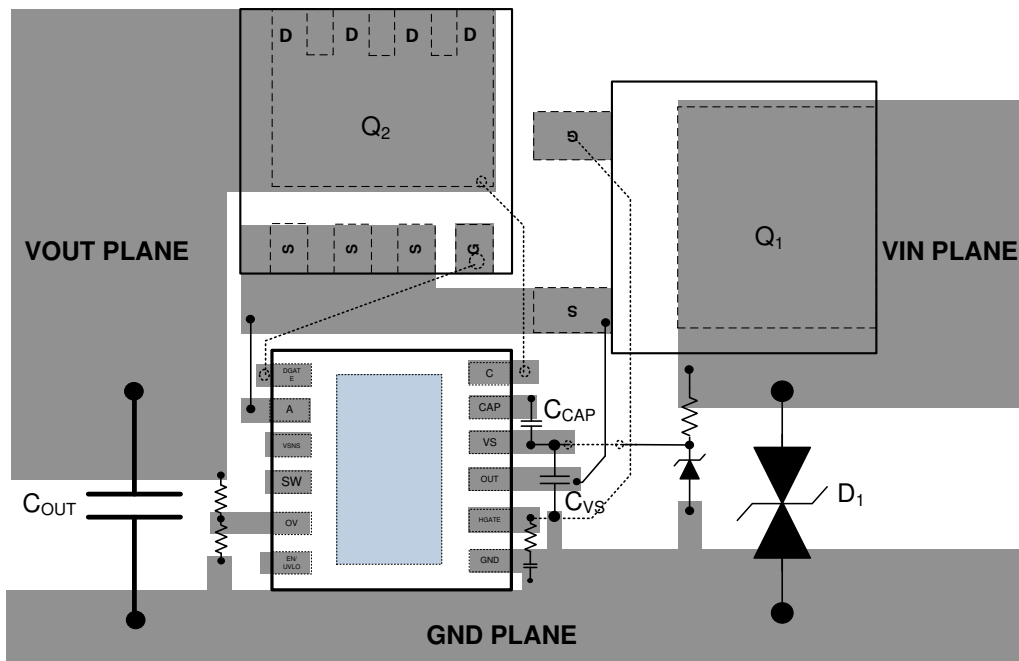 D D D D
Q2
G
S S S G
VOUT PLANE
Q1
VIN PLANE
S
DGAT
E
C
A
CAP
CCAP
VSNS
VS
SW
OUT
COUT
CVS
D1
OV
HGATE
EN/
UVLO
GND
GND PLANE